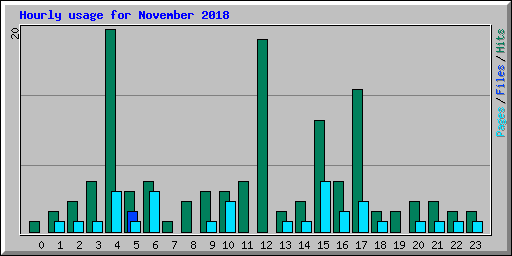 Hourly usage for November 2018
20
Pages / Files / Hits
0 1 2 3 4 5 6 7 8 9 10 11 12 13 14 15 16 17 18 19 20 21 22 23